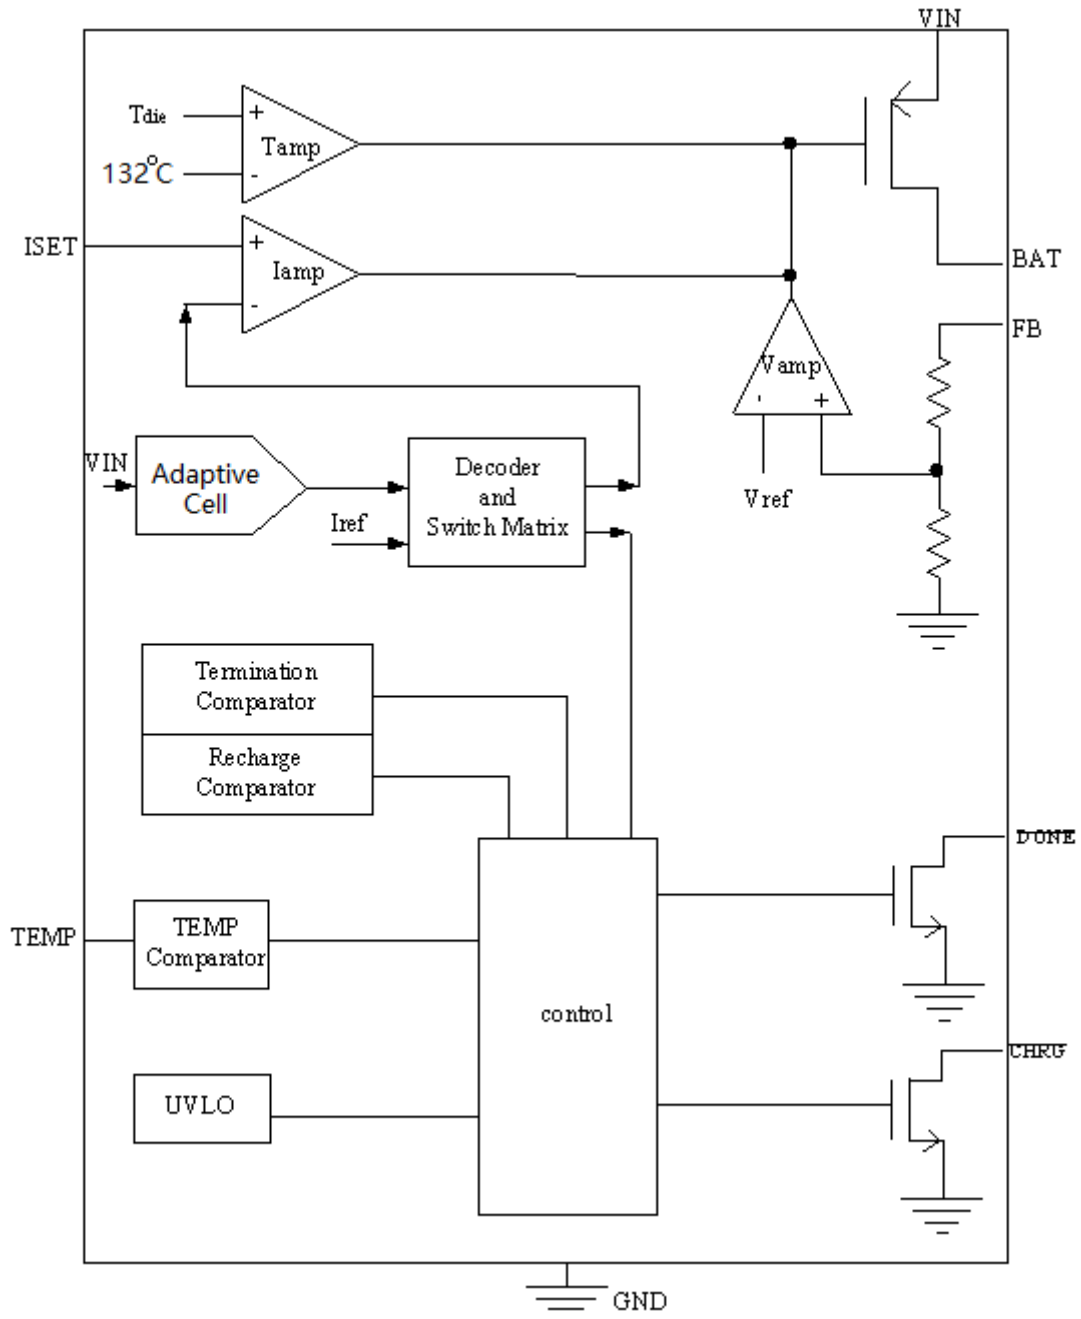 VIN
Tdie
+
Tamp
132°C
-
ISET
+
Iamp
-
BAT
FB
Vamp
- +
Vref
VIN
Adaptive
Cell
Decoder
and
Switch Matrix
Iref
Termination
Comparator
Recharge
Comparator
DONE
TEMP
TEMP
Comparator
control
CHRG
UVLO
GND